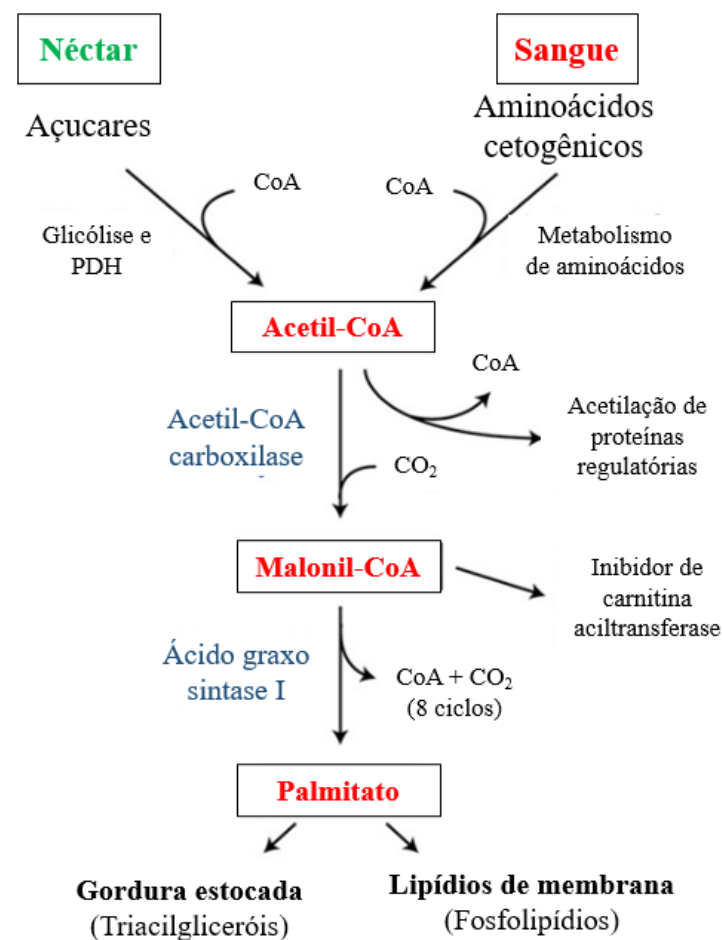 Néctar
Sangue
Açucares
Aminoácidos
cetogênicos
CoA
CoA
Glicólise e
PDH
Metabolismo
de aminoácidos
Acetil-CoA
CoA
Acetil-CoA
carboxilase
Acetilação de
proteínas
regulatórias
CO₂
Malonil-CoA
Inibidor de
carnitina
aciltransferase
Ácido graxo
sintase I
CoA + CO₂
(8 ciclos)
Palmitato
Gordura estocada
(Triacilgliceróis)
Lipídios de membrana
(Fosfolipídios)